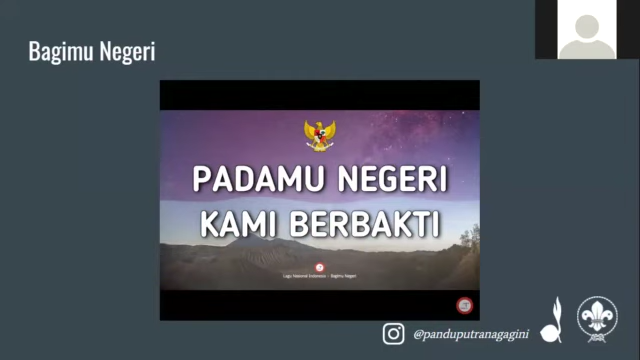 Bagimu Negeri
PADAMU NEGERI
KAMI BERBAKTI
Lagu Nasional Indonesia - Bagimu Negeri
@panduputranagagini